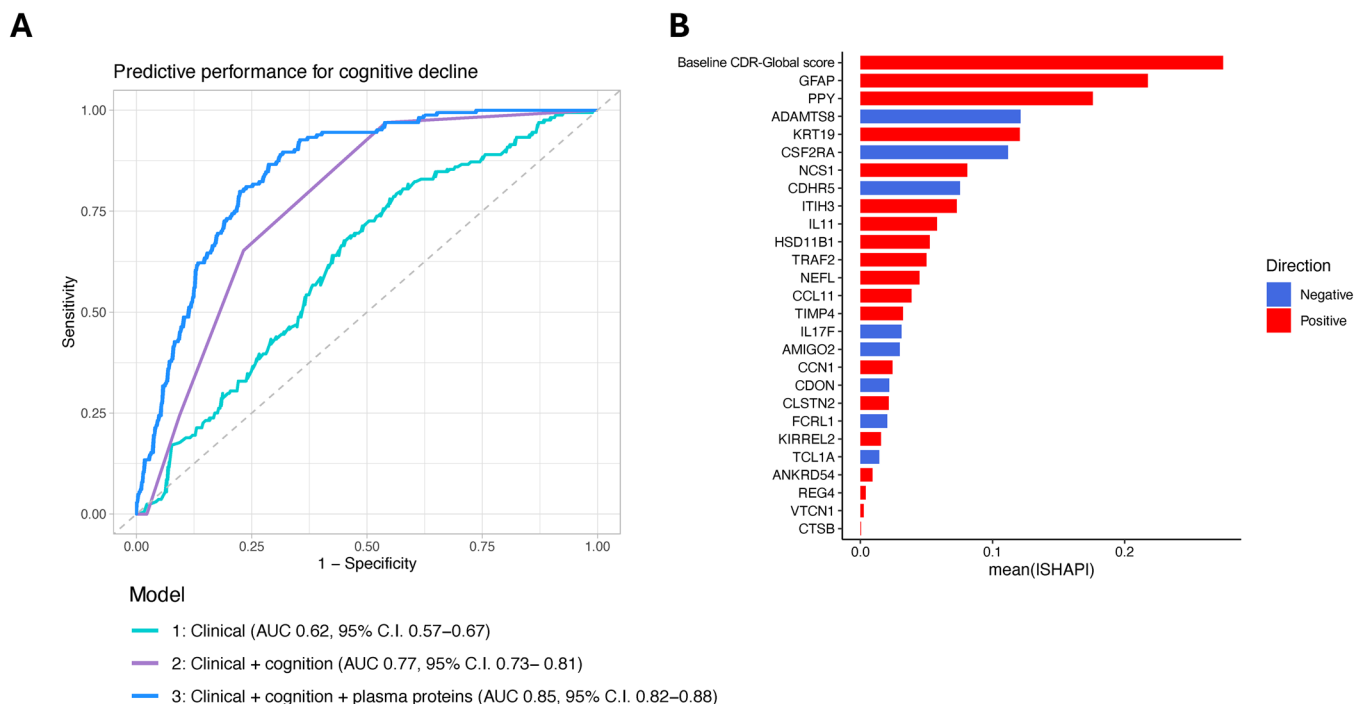 A
Predictive performance for cognitive decline
1.00
0.75
0.50
0.25
0.00
Sensitivity
0.00 0.25 0.50 0.75 1.00
1 – Specificity
Model
1: Clinical (AUC 0.62, 95% C.I. 0.57–0.67)
2: Clinical + cognition (AUC 0.77, 95% C.I. 0.73– 0.81)
3: Clinical + cognition + plasma proteins (AUC 0.85, 95% C.I. 0.82–0.88)
B
Baseline CDR-Global score
GFAP
PPY
ADAMTS8
KRT19
CSF2RA
NCS1
CDHR5
ITIH3
IL11
HSD11B1
TRAF2
NEFL
CCL11
TIMP4
IL17F
AMIGO2
CCN1
CDON
CLSTN2
FCRL1
KIRREL2
TCL1A
ANKRD54
REG4
VTCN1
CTSB
0.0 0.1 0.2
mean(ISHAPI)
Direction
Negative
Positive